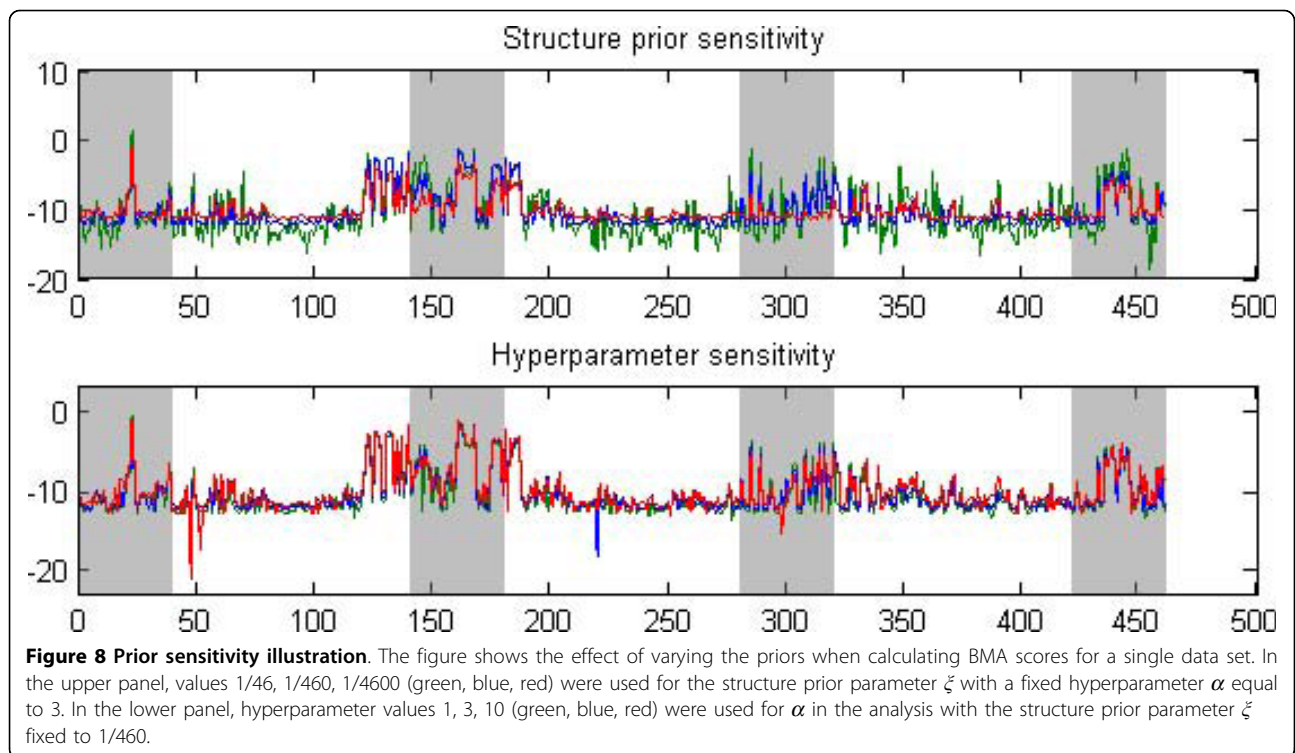 Structure prior sensitivity
10
0
-10
-20
0 50 100 150 200 250 300 350 400 450 500
Hyperparameter sensitivity
0
-10
-20
0 50 100 150 200 250 300 350 400 450 500
Figure 8 Prior sensitivity illustration. The figure shows the effect of varying the priors when calculating BMA scores for a single data set. In
the upper panel, values 1/46, 1/460, 1/4600 (green, blue, red) were used for the structure prior parameter ξ with a fixed hyperparameter α equal
to 3. In the lower panel, hyperparameter values 1, 3, 10 (green, blue, red) were used for α in the analysis with the structure prior parameter ξ
fixed to 1/460.